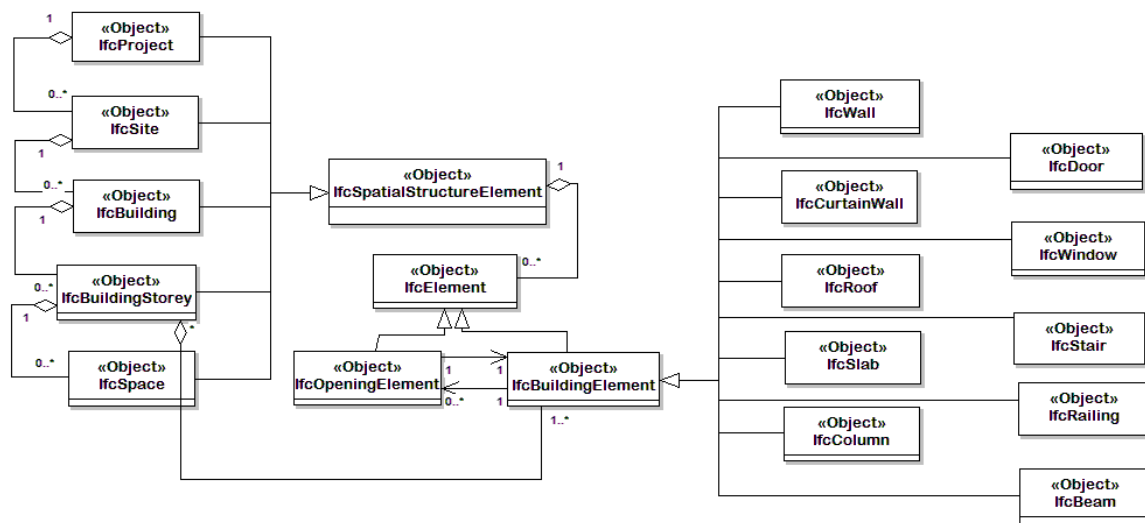 1
«Object»
IfcProject
0..*
«Object»
IfcSite
1
0..*
«Object»
IfcBuilding
1
0..*
«Object»
IfcBuildingStorey
1
*
0..*
«Object»
IfcSpace
«Object»
IfcSpatialStructureElement
1
0..*
«Object»
IfcElement
«Object»
IfcOpeningElement
1
1
0..*
1
«Object»
IfcBuildingElement
1..*
«Object»
IfcWall
«Object»
IfcDoor
«Object»
IfcCurtainWall
«Object»
IfcWindow
«Object»
IfcRoof
«Object»
IfcStair
«Object»
IfcSlab
«Object»
IfcRailing
«Object»
IfcColumn
«Object»
IfcBeam